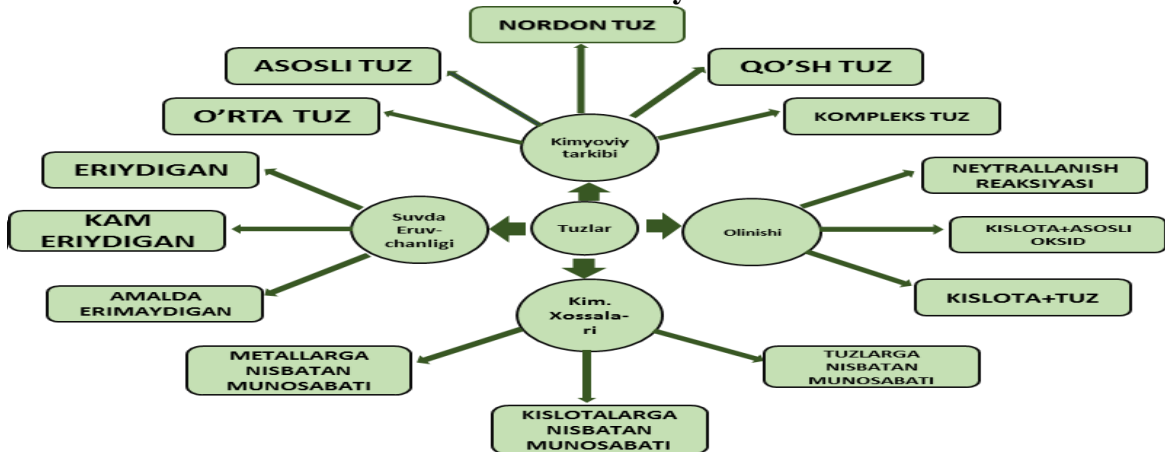 NORDON TUZ
ASOSLI TUZ
QO'SH TUZ
O'RTA TUZ
KOMPLEKS TUZ
Kimyoviy
tarkibi
ERIYDIGAN
NEYTRALLANISH
REAKSIYASI
KAM
ERIYDIGAN
Suvda
Eruv-
chanligi
Tuzlar
Olinishi
KISLOTA+ASOSLI
OKSID
AMALDA
ERIMAYDIGAN
KISLOTA+TUZ
Kim.
Xossala-
ri
METALLARGA
NISBATAN
MUNOSABATI
TUZLARGA
NISBATAN
MUNOSABATI
KISLOTALARGA
NISBATAN
MUNOSABATI